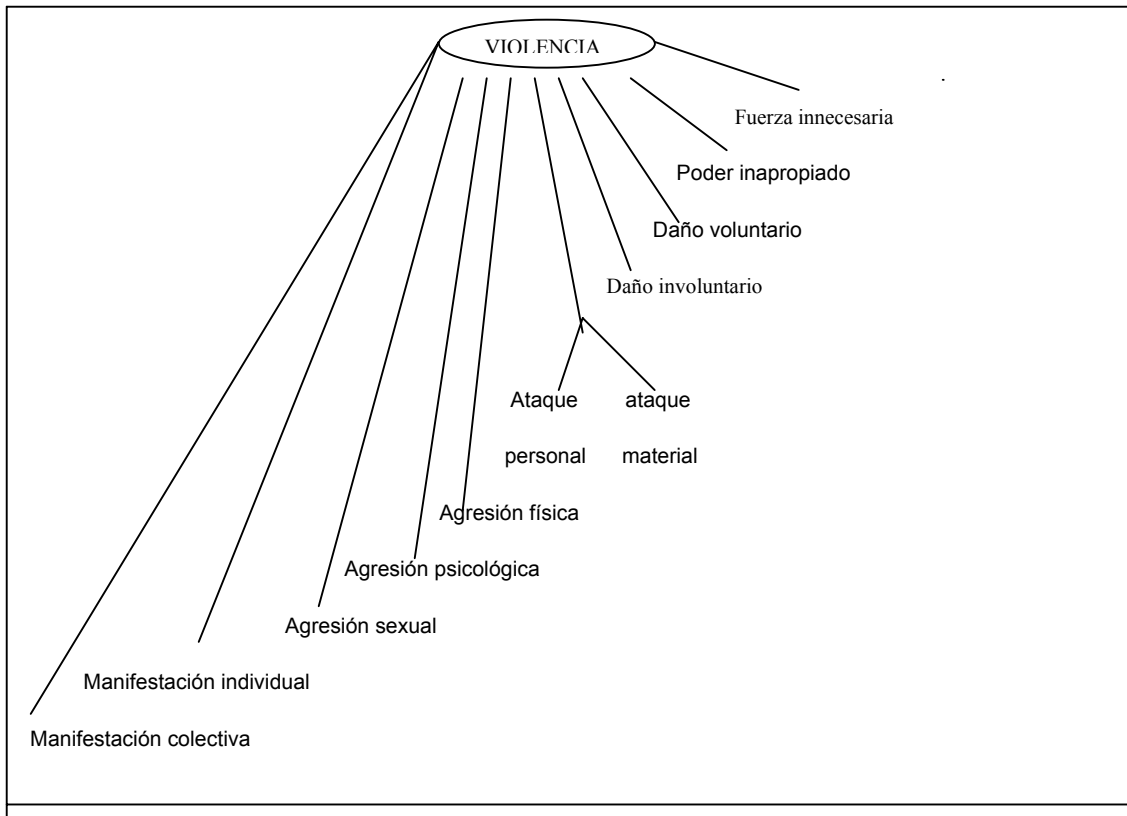 VIOLENCIA
Fuerza innecesaria
Poder inapropiado
Daño voluntario
Daño involuntario
Ataque ataque
personal material
Agresión física
Agresión psicológica
Agresión sexual
Manifestación individual
Manifestación colectiva